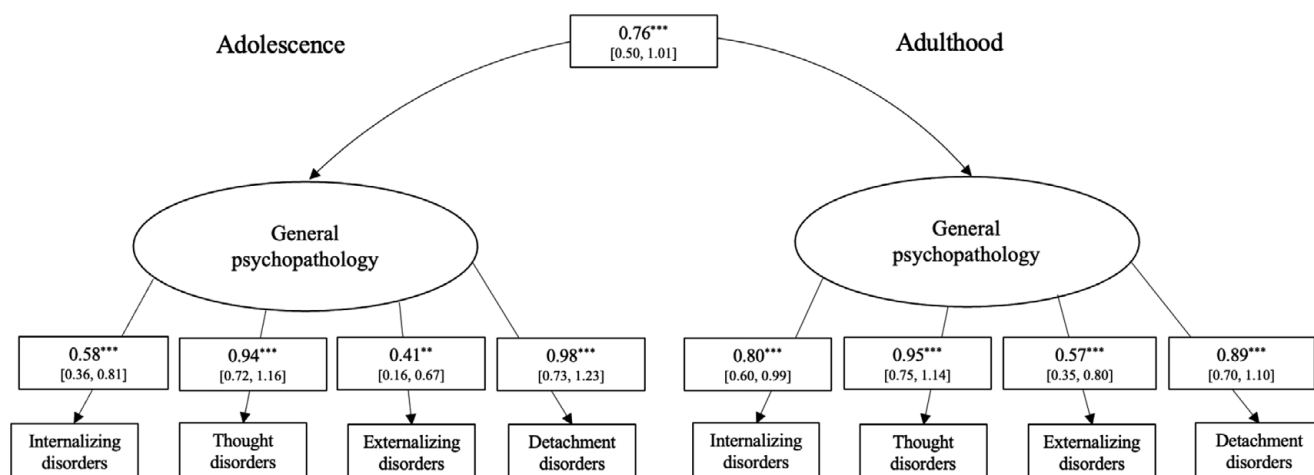 Adolescence
0.76***
[0.50, 1.01]
Adulthood
General
psychopathology
General
psychopathology
0.58***
[0.36, 0.81]
0.94***
[0.72, 1.16]
0.41**
[0.16, 0.67]
0.98***
[0.73, 1.23]
0.80***
[0.60, 0.99]
0.95***
[0.75, 1.14]
0.57***
[0.35, 0.80]
0.89***
[0.70, 1.10]
Internalizing
disorders
Thought
disorders
Externalizing
disorders
Detachment
disorders
Internalizing
disorders
Thought
disorders
Externalizing
disorders
Detachment
disorders